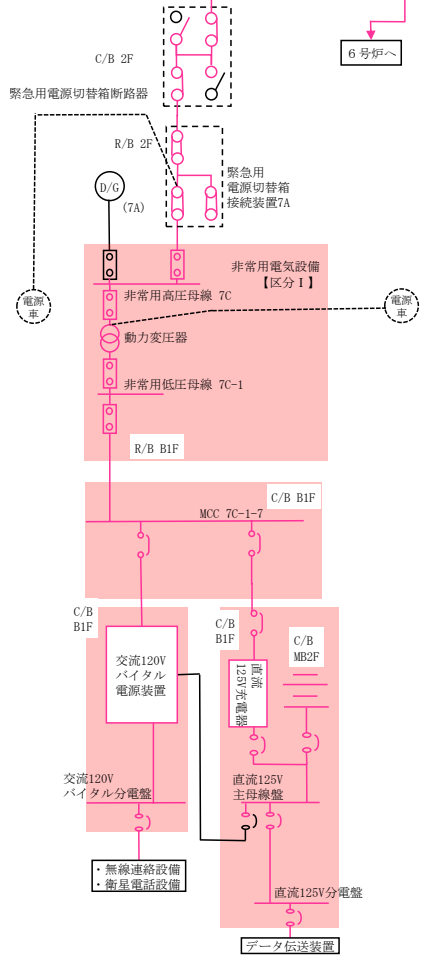 C/B 2F
6号炉へ
緊急用電源切替箱断路器
R/B 2F
緊急用
電源切替箱
接続装置7A
D/G
(7A)
非常用電気設備
【区分Ⅰ】
電源
車
非常用高圧母線 7C
電源
車
動力変圧器
非常用低圧母線 7C-1
R/B B1F
C/B B1F
MCC 7C-1-7
C/B
B1F
C/B
B1F
C/B
MB2F
交流120V
バイタル
電源装置
直流
125V充電器
交流120V
バイタル分電盤
直流125V
主母線盤
・無線連絡設備
・衛星電話設備
直流125V分電盤
データ伝送装置